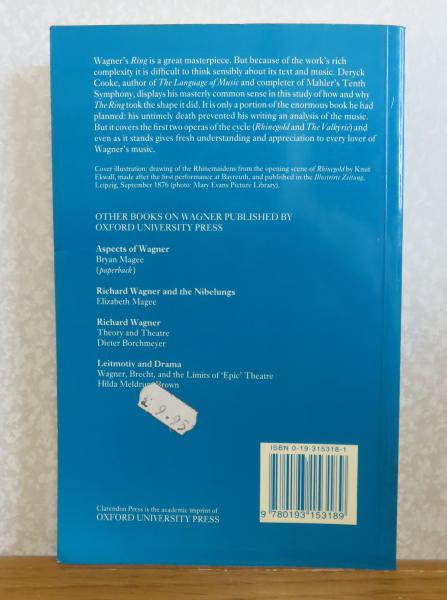 Wagner's Ring is a great masterpiece. But because of the work's rich
complexity it is difficult to think sensibly about its text and music. Deryck
Cooke, author of The Language of Music and completer of Mahler's Tenth
Symphony, displays his masterly common sense in this study of how and why
The Ring took the shape it did. It is only a portion of the enormous book he had
planned: his untimely death prevented his writing an analysis of the music.
But it covers the first two operas of the cycle (Rhinegold and The Valkyrie) and
even as it stands gives fresh understanding and appreciation to every lover of
Wagner's music.
Cover illustration: drawing of the Rhinemaidens from the opening scene of Rhinegold by Knut
Ekwall, made after the first performance at Bayreuth, and published in the Illustrirte Zeitung,
Leipzig, September 1876 (photo: Mary Evans Picture Library).
OTHER BOOKS ON WAGNER PUBLISHED BY
OXFORD UNIVERSITY PRESS
Aspects of Wagner
Bryan Magee
(paperback)
Richard Wagner and the Nibelungs
Elizabeth Magee
Richard Wagner
Theory and Theatre
Dieter Borchmeyer
Leitmotiv and Drama
Wagner, Brecht, and the Limits of 'Epic' Theatre
Hilda Meldrum Brown
£9.95
ISBN 0-19-315318-1
9 780193 153189
Clarendon Press is the academic imprint of
OXFORD UNIVERSITY PRESS